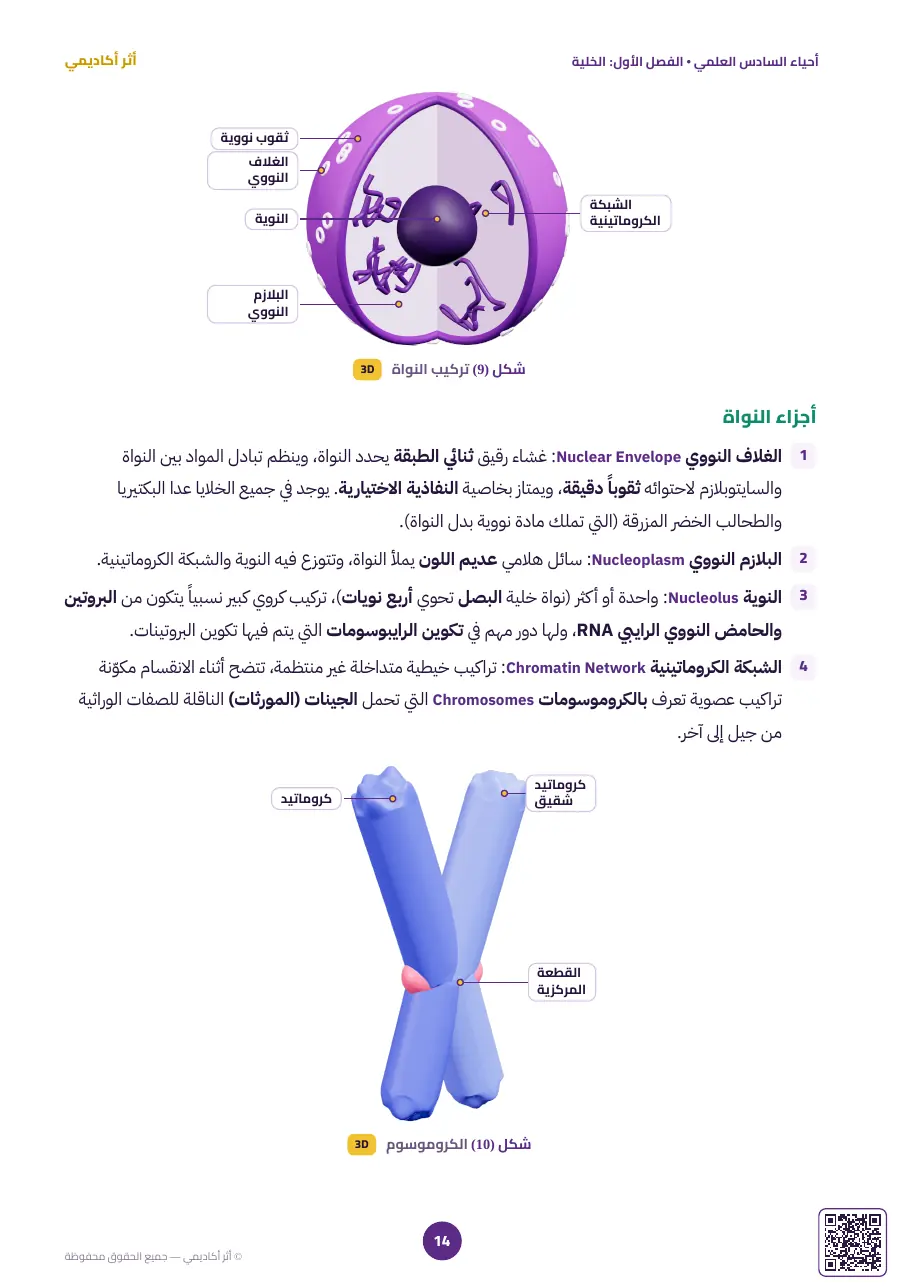 أحياء السادس العلمي • الفصل الأول: الخلية
أثر أكاديمي
ثقوب نووية
الغلاف
النووي
النوية
الشبكة
الكروماتينية
البلازم
النووي
شكل (9) تركيب النواة 3D
أجزاء النواة
1 الغلاف النووي Nuclear Envelope: غشاء رقيق ثنائي الطبقة يحدد النواة، وينظم تبادل المواد بين النواة
والسايتوبلازم لاحتوائه ثقوباً دقيقة، ويمتاز بخاصية النفاذية الاختيارية. يوجد في جميع الخلايا عدا البكتيريا
والطحالب الخضر المزرقة (التي تملك مادة نووية بدل النواة).
2 البلازم النووي Nucleoplasm: سائل هلامي عديم اللون يملأ النواة، وتتوزع فيه النوية والشبكة الكروماتينية.
3 النوية Nucleolus: واحدة أو أكثر (نواة خلية البصل تحوي أربع نويات)، تركيب كروي كبير نسبياً يتكون من البروتين
والحامض النووي الرايبي RNA، ولها دور مهم في تكوين الرايبوسومات التي يتم فيها تكوين البروتينات.
4 الشبكة الكروماتينية Chromatin Network: تراكيب خيطية متداخلة غير منتظمة، تتضح أثناء الانقسام مكوّنة
تراكيب عصوية تعرف بالكروموسومات Chromosomes التي تحمل الجينات (المورثات) الناقلة للصفات الوراثية
من جيل إلى آخر.
كروماتيد
شقيق
كروماتيد
القطعة
المركزية
شكل (10) الكروموسوم 3D
14
© أثر أكاديمي — جميع الحقوق محفوظة